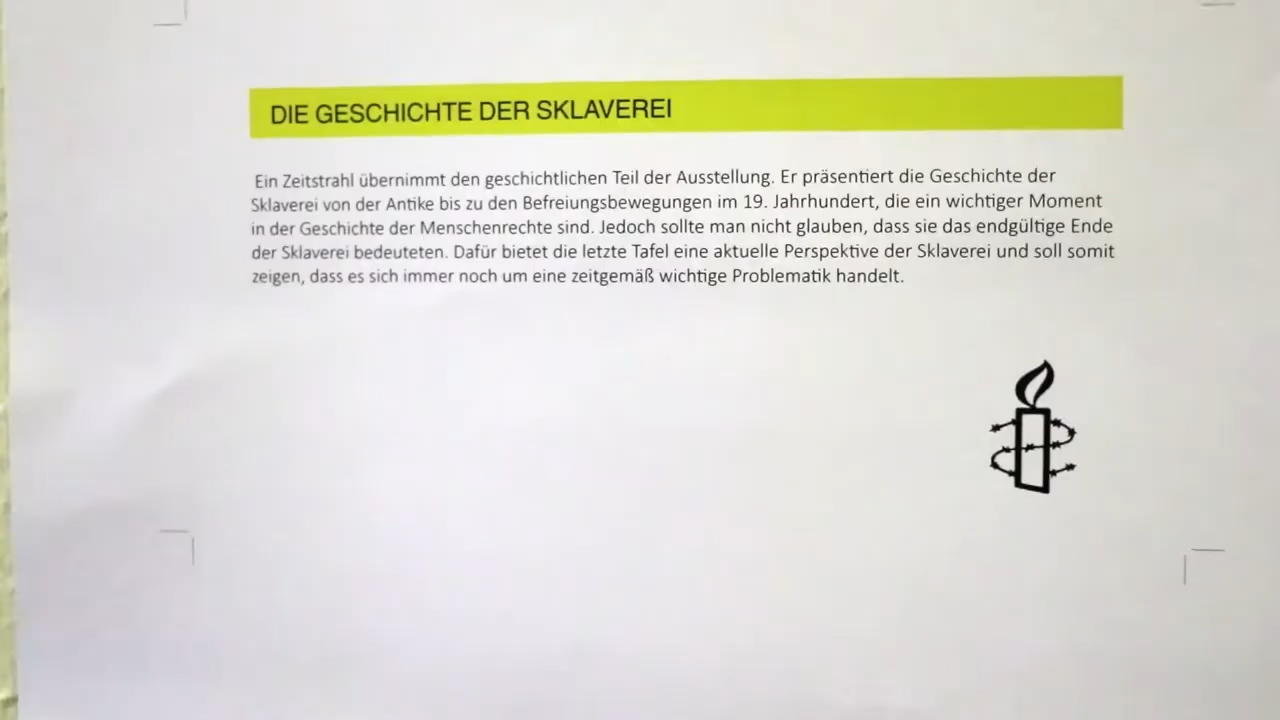 DIE GESCHICHTE DER SKLAVEREI
Ein Zeitstrahl übernimmt den geschichtlichen Teil der Ausstellung. Er präsentiert die Geschichte der
Sklaverei von der Antike bis zu den Befreiungsbewegungen im 19. Jahrhundert, die ein wichtiger Moment
in der Geschichte der Menschenrechte sind. Jedoch sollte man nicht glauben, dass sie das endgültige Ende
der Sklaverei bedeuteten. Dafür bietet die letzte Tafel eine aktuelle Perspektive der Sklaverei und soll somit
zeigen, dass es sich immer noch um eine zeitgemäß wichtige Problematik handelt.